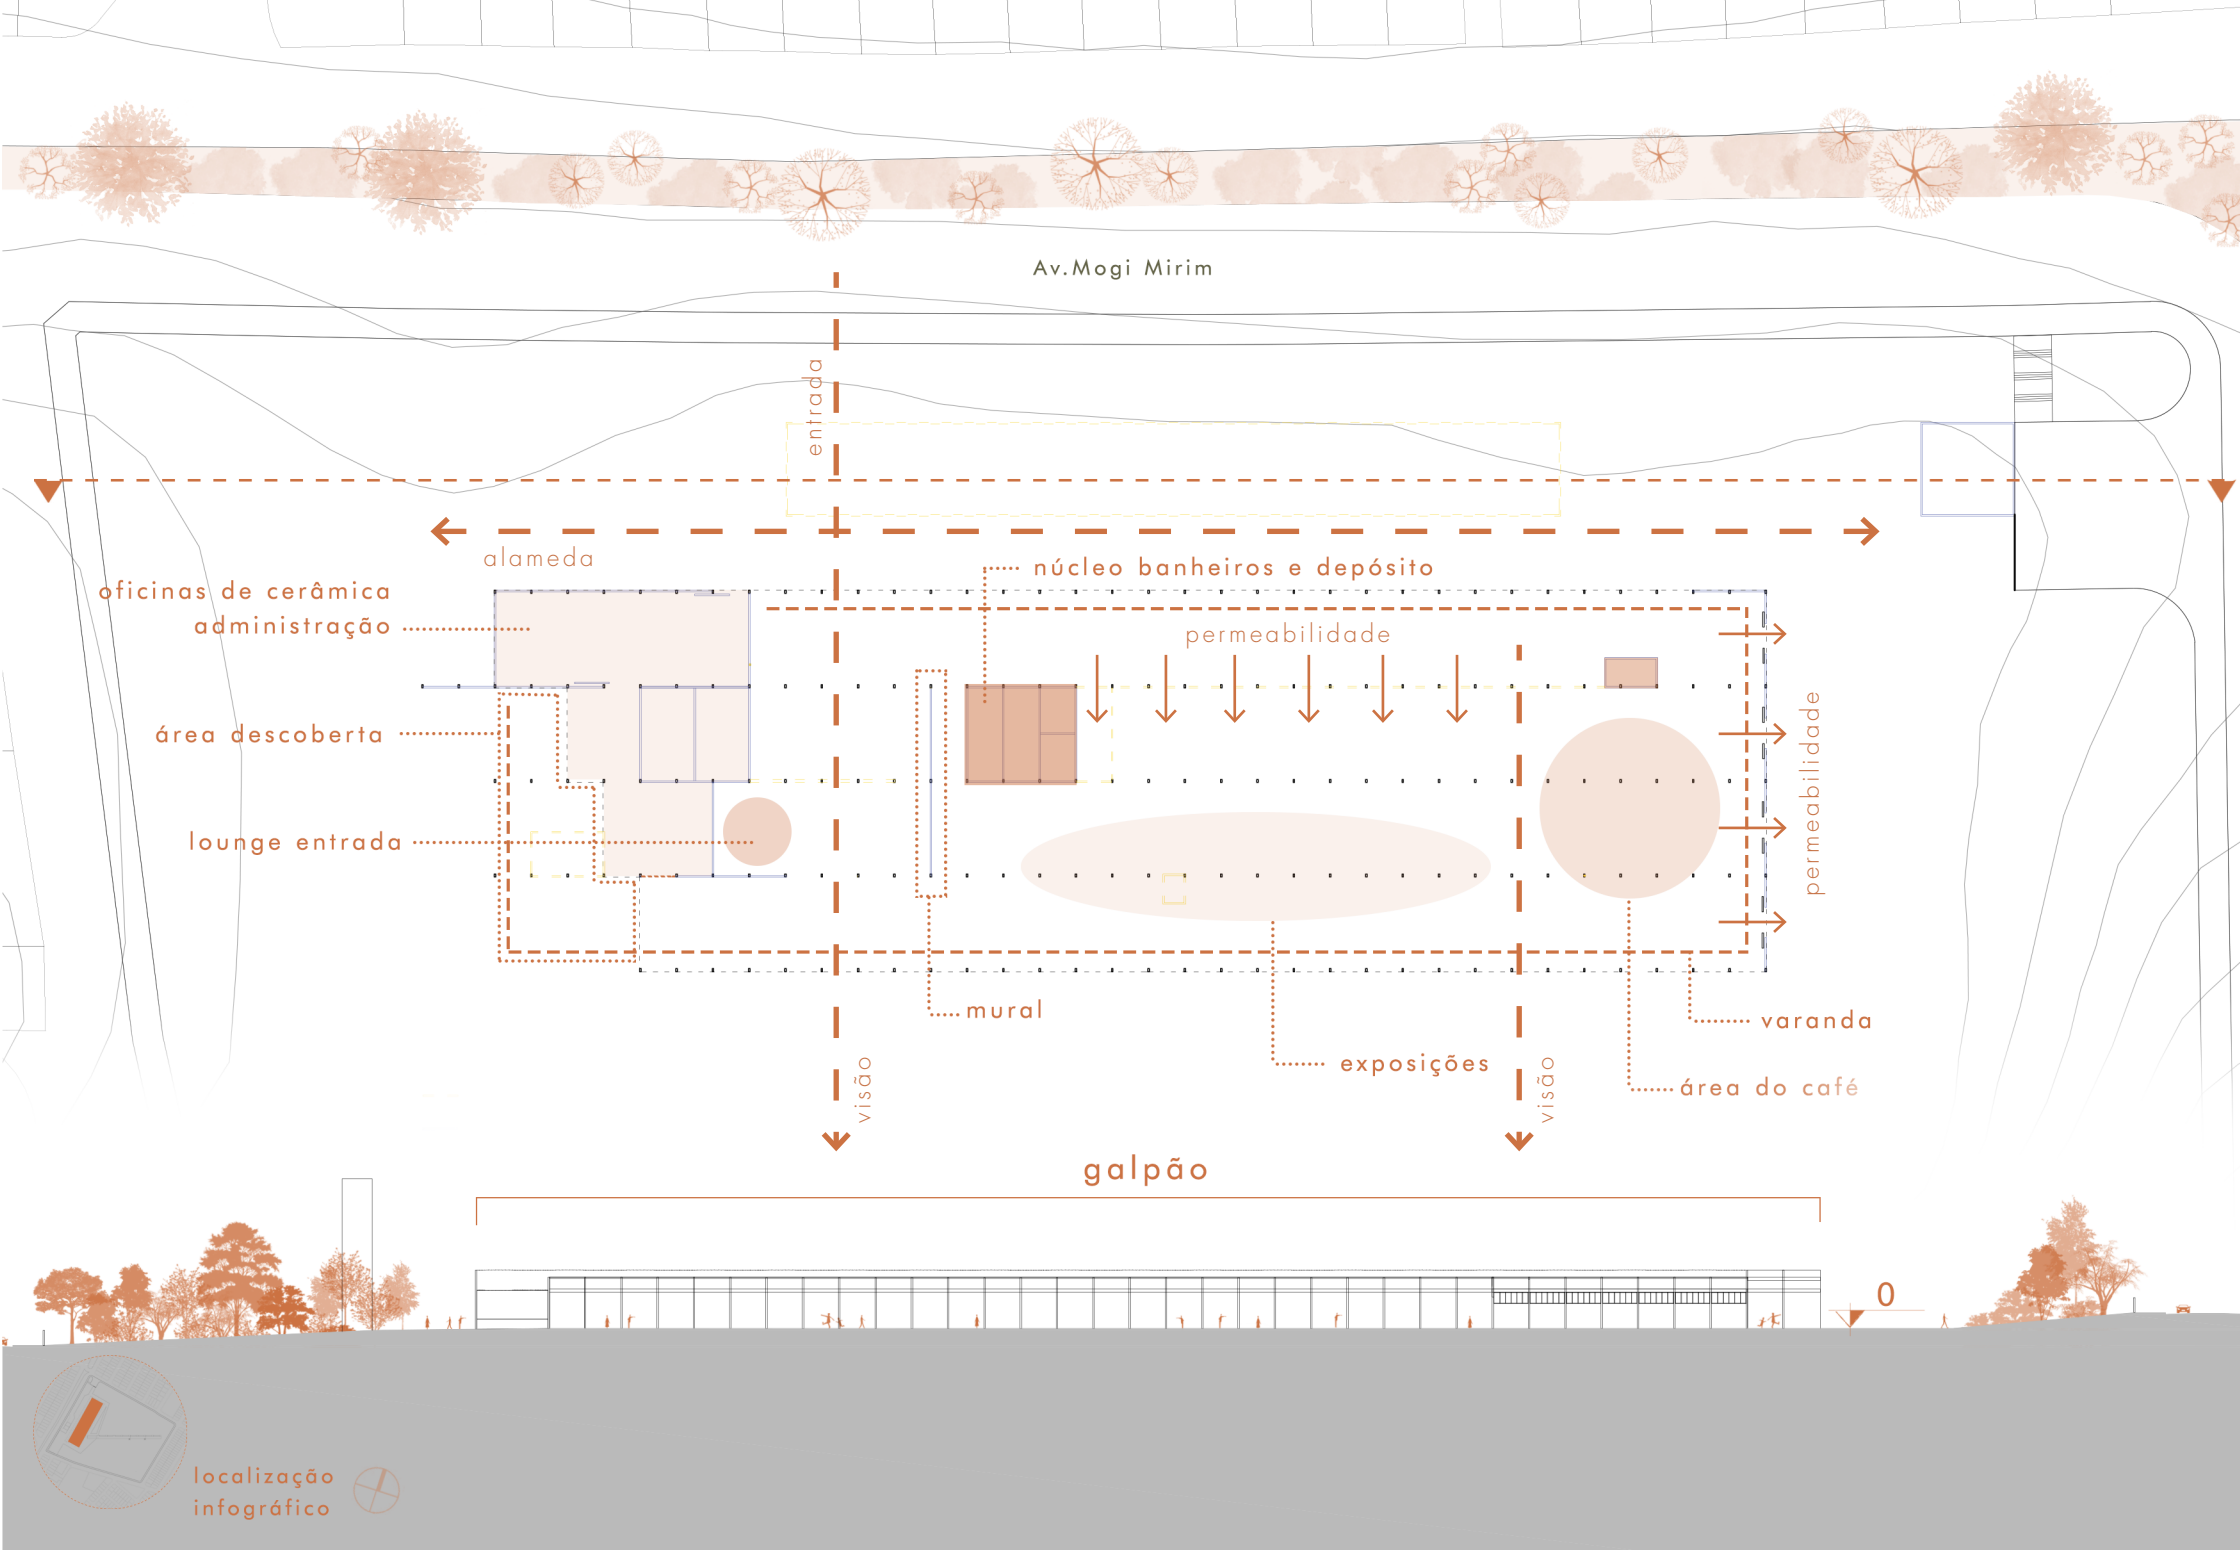 Av.Mogi Mirim
entrada
alameda
núcleo banheiros e depósito
oficinas de cerâmica
administração
permeabilidade
permeabilidade
área descoberta
lounge entrada
mural
varanda
exposições
área do café
visão
visão
galpão
0
localização
infográfico